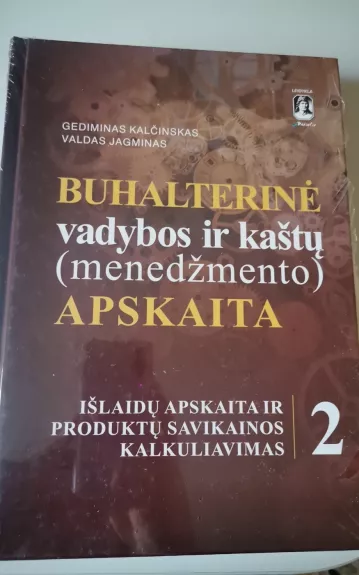 GEDIMINAS KALČINSKAS
VALDAS JAGMINAS
BUHALTERINĖ
vadybos ir kaštų
(menedžmento)
APSKAITA
IŠLAIDŲ APSKAITA IR
PRODUKTŲ SAVIKAINOS
KALKULIAVIMAS
2